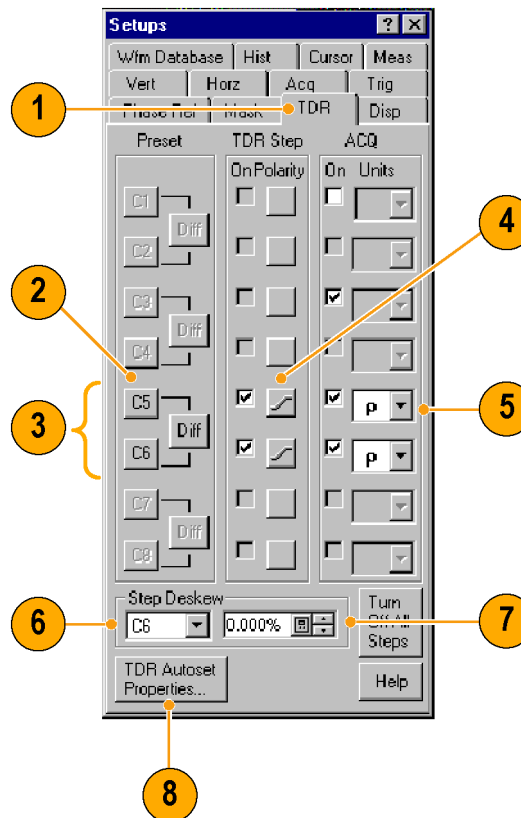 Setups
Wfm Database Hist Cursor Meas
Vert Horz Acq Trig
Mask TDR Disp
1
Preset TDR Step ACQ
On Polarity On Units
C1
Diff
C2
4
2
C3
Diff
C4
3
C5
ρ
5
Diff
C6
ρ
C7
Diff
C8
Step Deskew
6
C6 0.000%
7
Turn
Off All
Steps
TDR Autoset
Properties...
Help
8